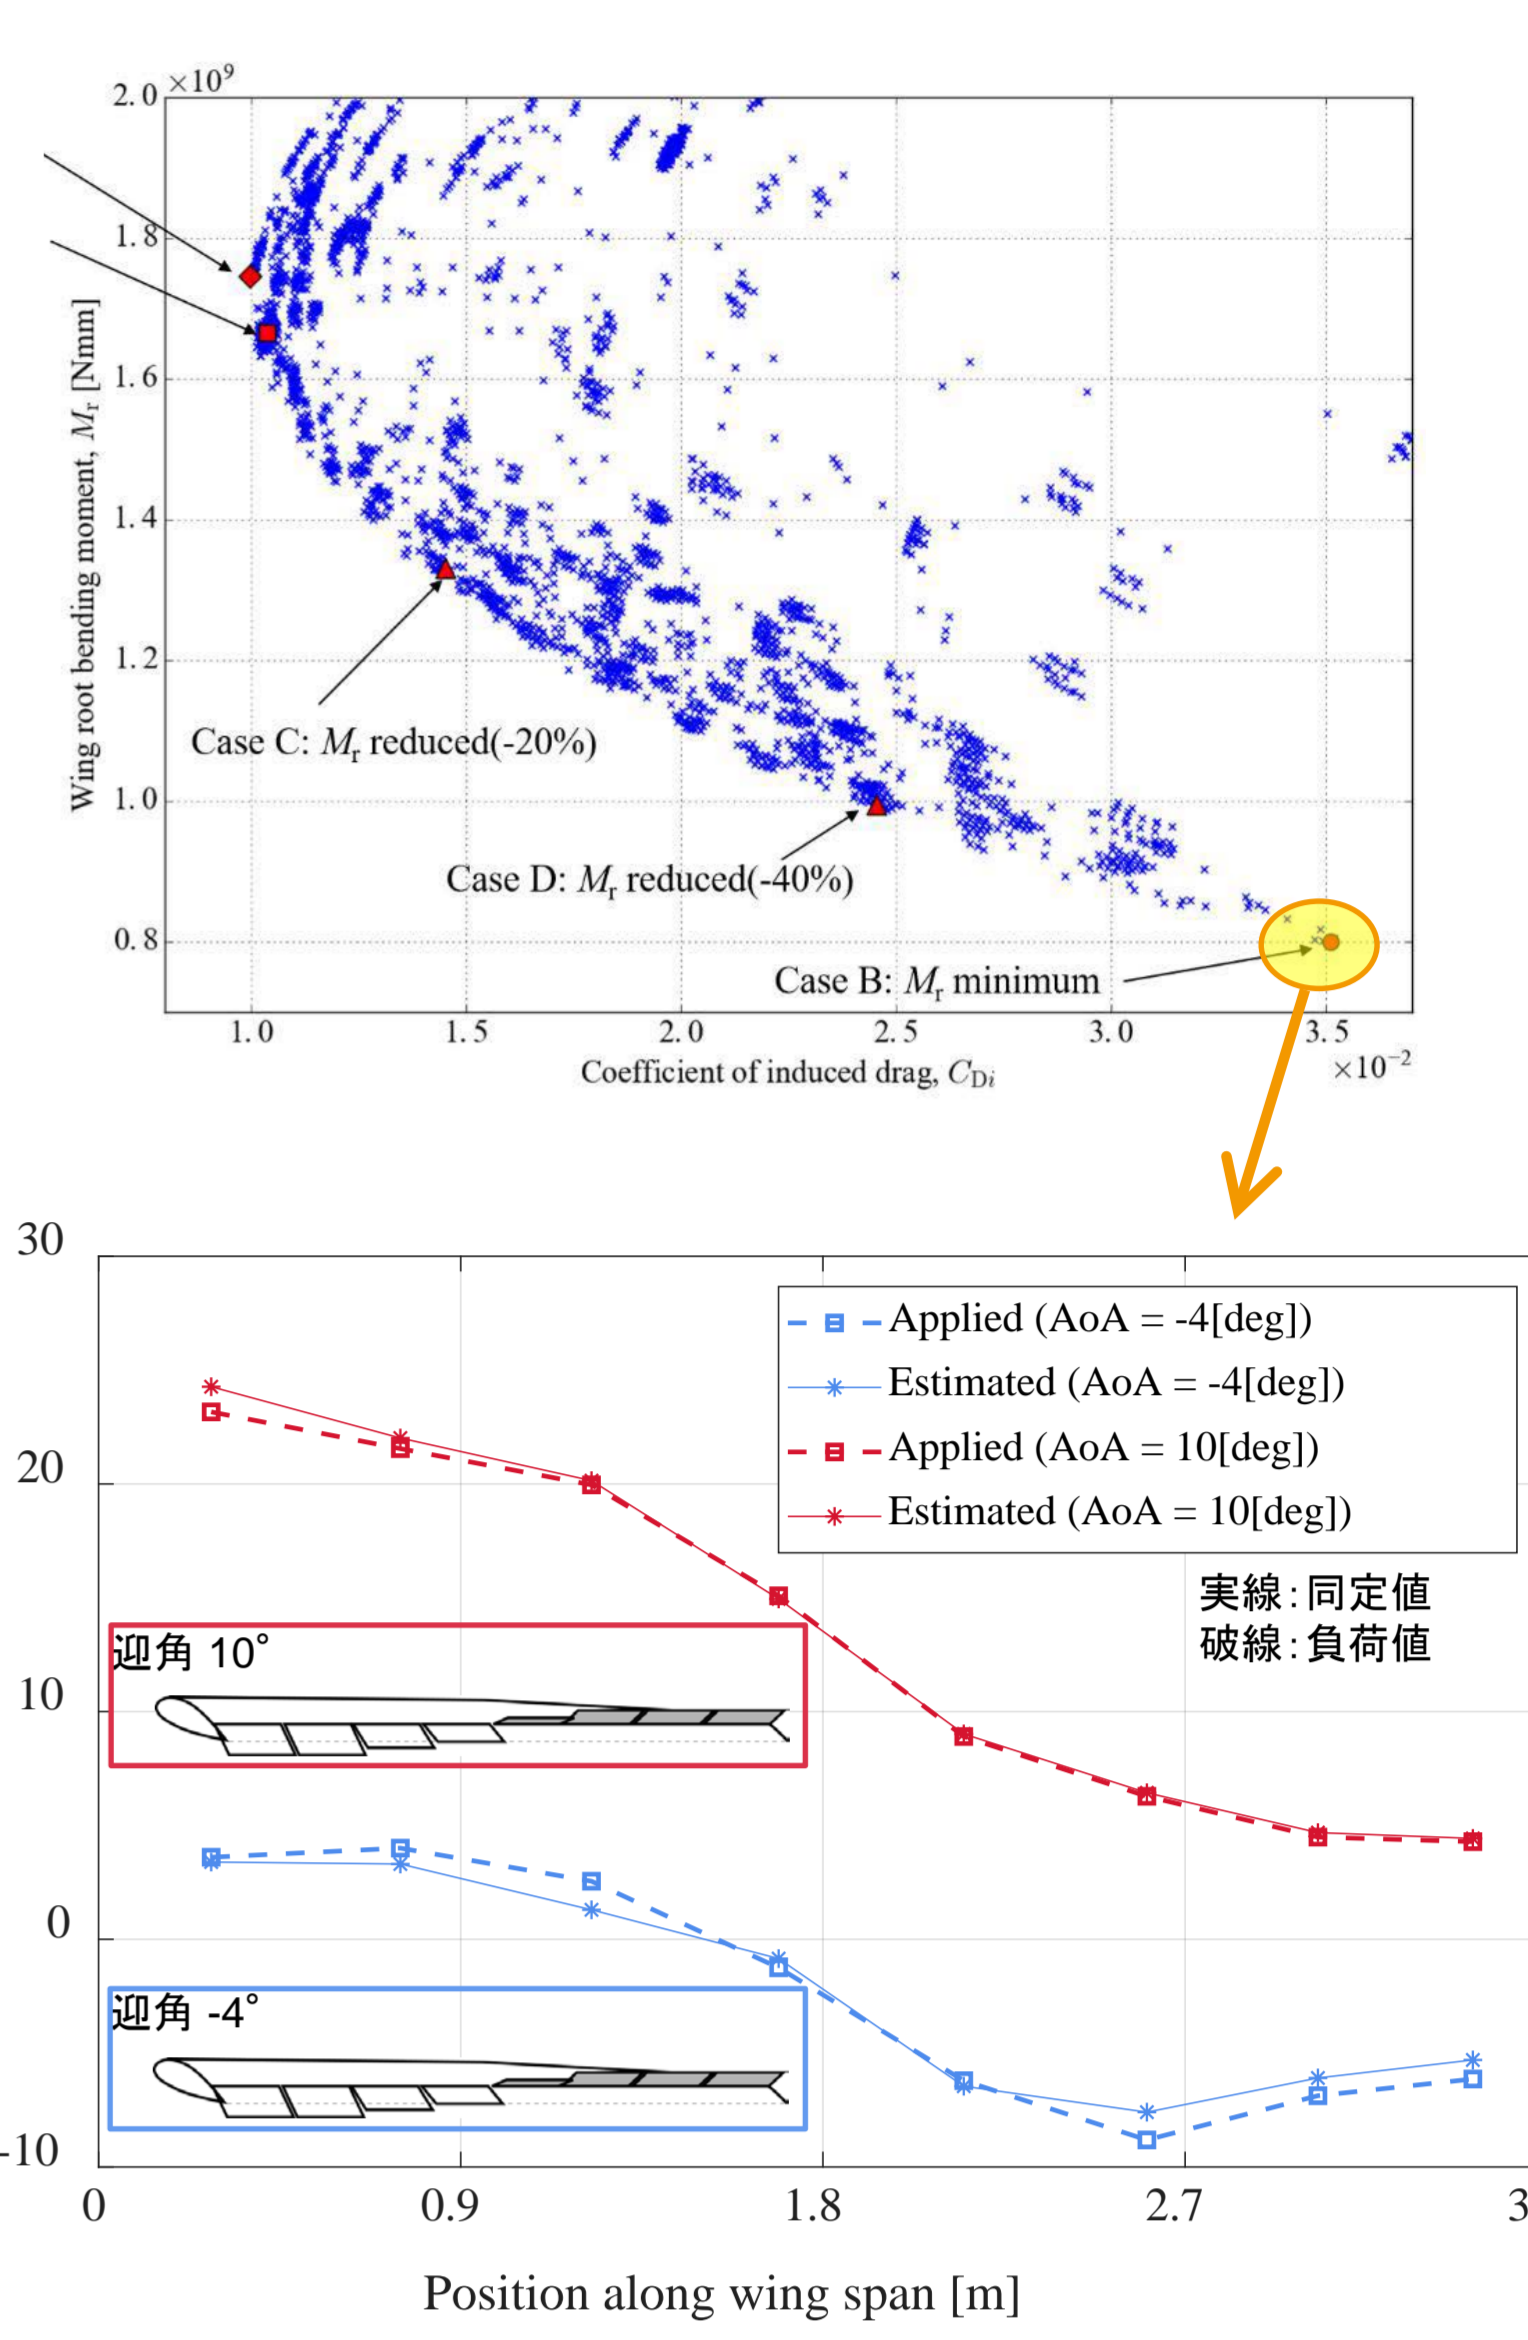 ×10⁹
2.0
1.8
1.6
1.4
1.2
1.0
0.8
Wing root bending moment, Mr [Nmm]
Case C: Mr reduced(-20%)
Case D: Mr reduced(-40%)
Case B: Mr minimum
1.0 1.5 2.0 2.5 3.0 3.5
×10⁻²
Coefficient of induced drag, CDi
30
20
10
0
-10
Applied (AoA = -4[deg])
Estimated (AoA = -4[deg])
Applied (AoA = 10[deg])
Estimated (AoA = 10[deg])
実線：同定値
破線：負荷値
迎角 10°
迎角 -4°
0 0.9 1.8 2.7 3
Position along wing span [m]